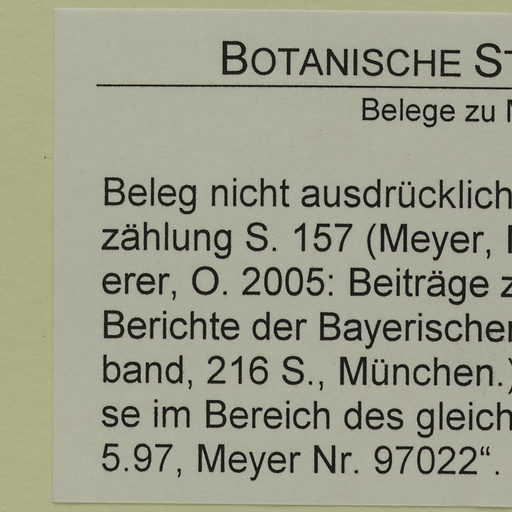 BOTANISCHE
Belege zu
Beleg nicht ausdrücklich
zählung S. 157 (Meyer,
erer, O. 2005: Beiträge
Berichte der Bayerischen
band, 216 S., München.)
se im Bereich des gleich
5.97, Meyer Nr. 97022“.